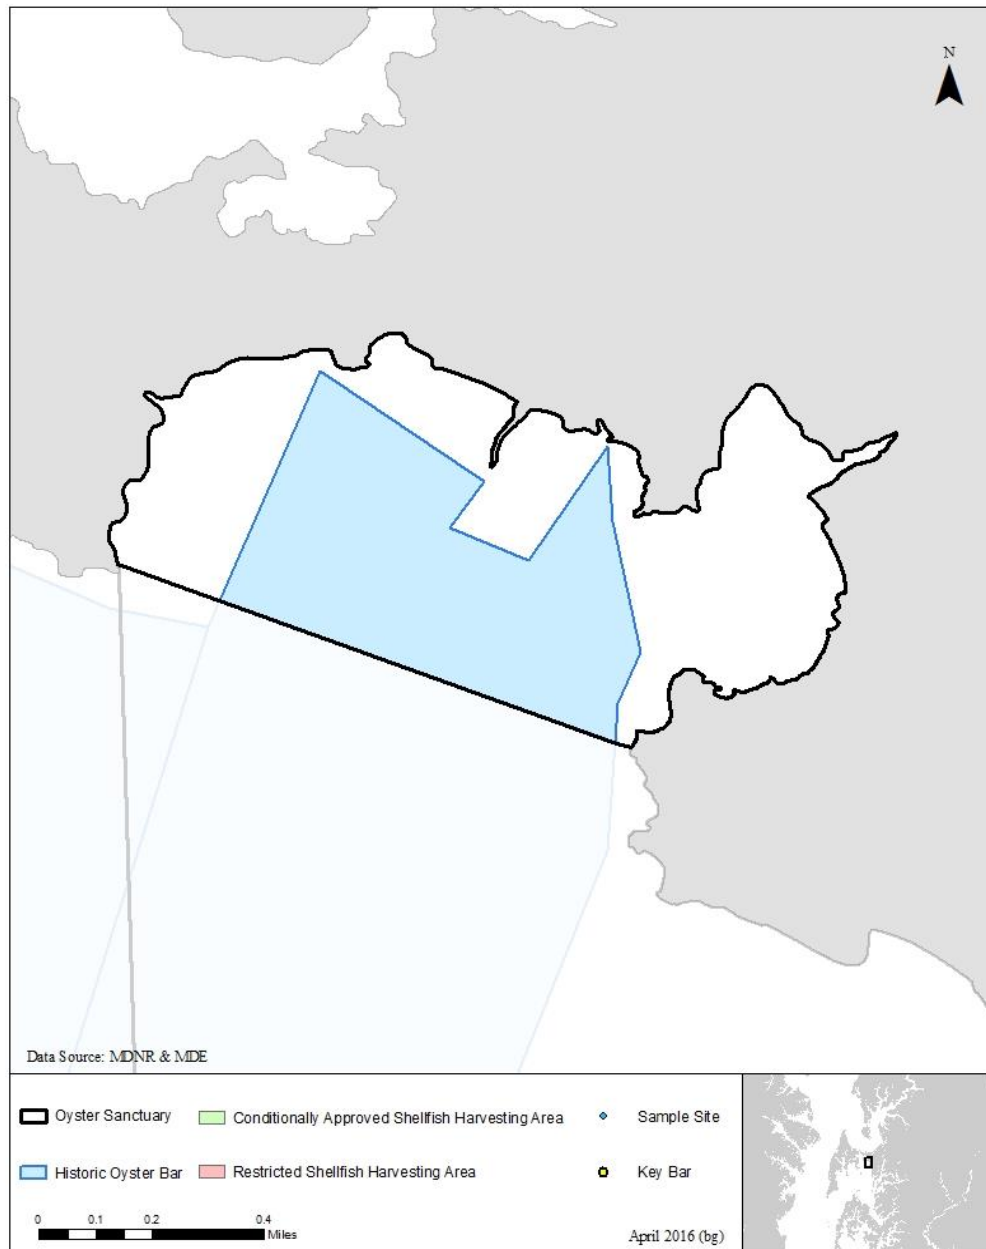 N
Data Source: MDNR & MDE
Oyster Sanctuary
Conditionally Approved Shellfish Harvesting Area
Sample Site
Historic Oyster Bar
Restricted Shellfish Harvesting Area
Key Bar
0 0.1 0.2 0.4
Miles
April 2016 (bg)